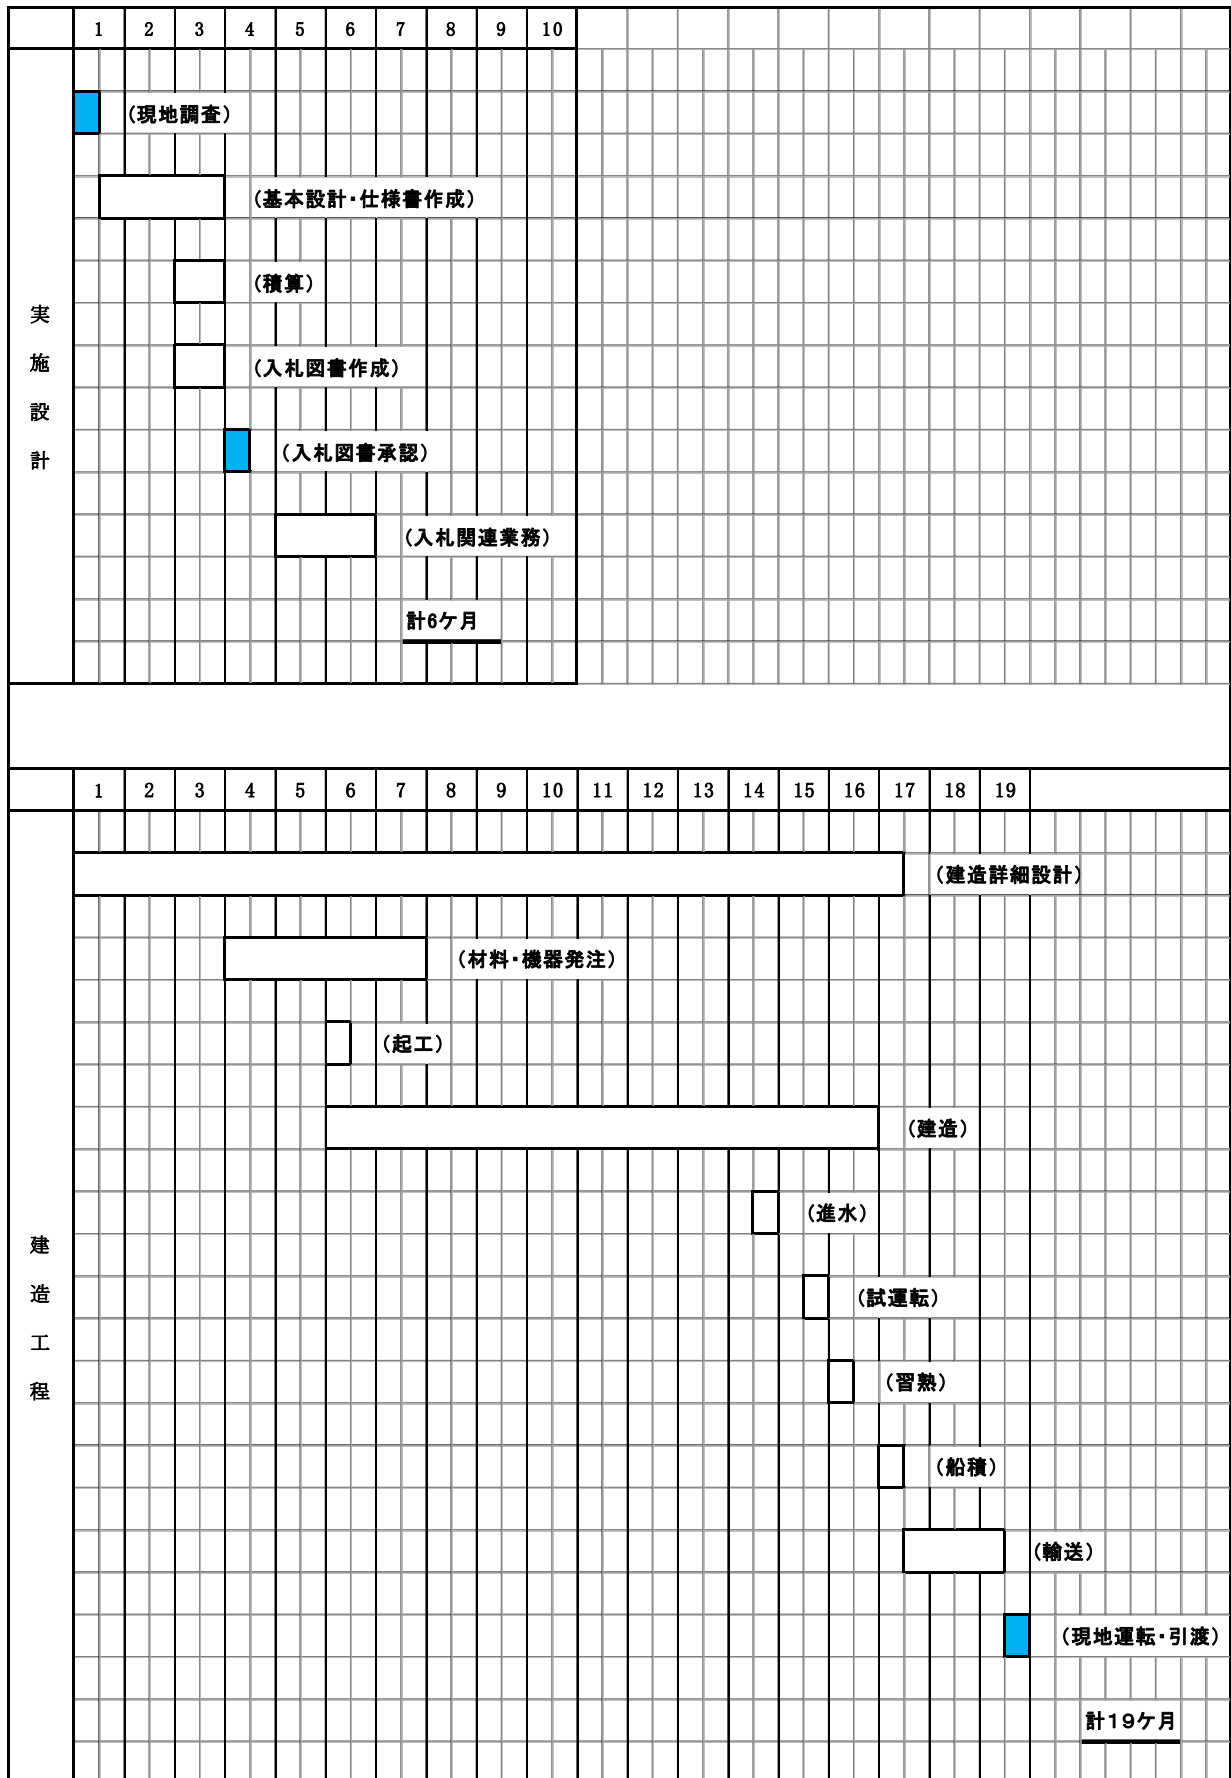 1 2 3 4 5 6 7 8 9 10
(現地調査)
(基本設計・仕様書作成)
(積算)
(入札図書作成)
(入札図書承認)
(入札関連業務)
計6ケ月
実施設計
1 2 3 4 5 6 7 8 9 10 11 12 13 14 15 16 17 18 19
(建造詳細設計)
(材料・機器発注)
(起工)
(建造)
(進水)
(試運転)
(習熟)
(船積)
(輸送)
(現地運転・引渡)
計19ケ月
建造工程